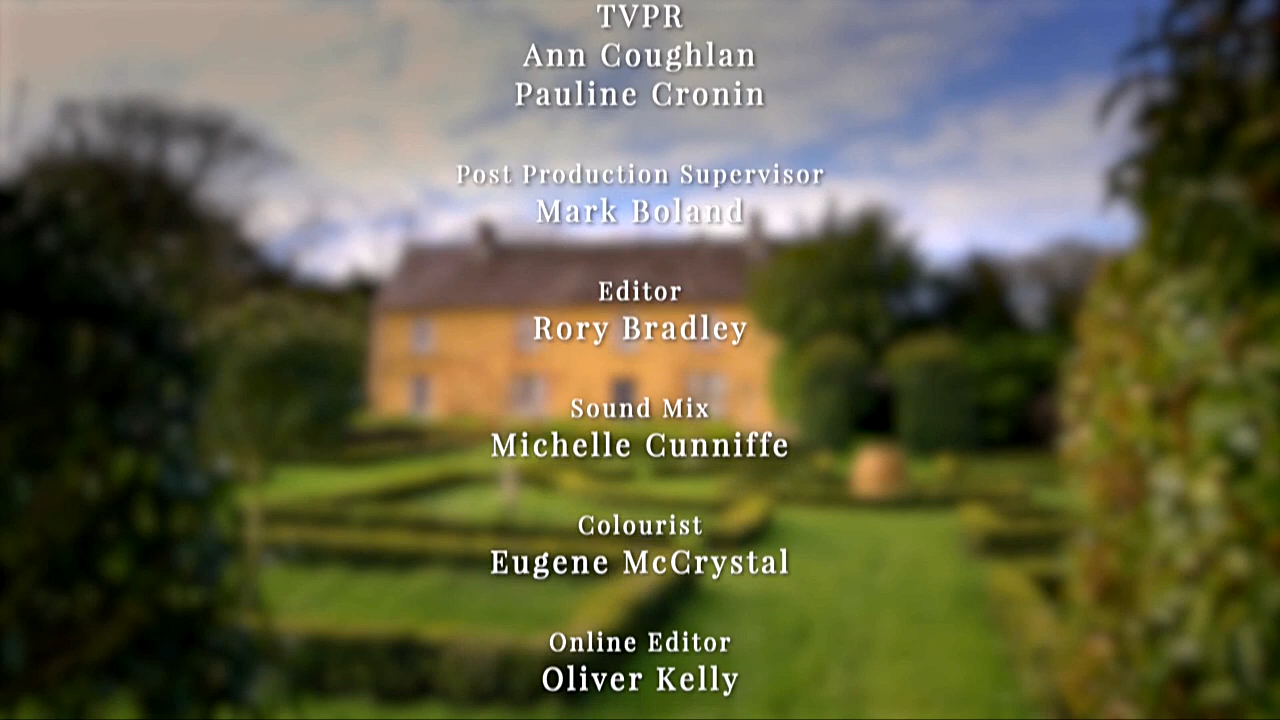 TVPR
Ann Coughlan
Pauline Cronin
Post Production Supervisor
Mark Boland
Editor
Rory Bradley
Sound Mix
Michelle Cunniffe
Colourist
Eugene McCrystal
Online Editor
Oliver Kelly